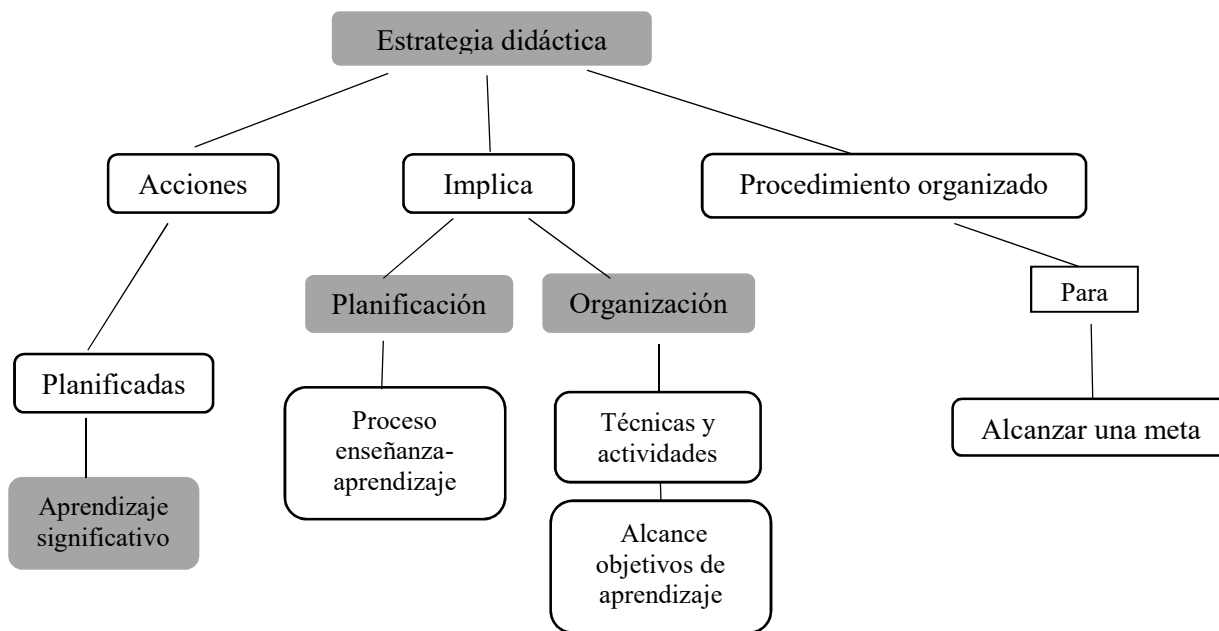 Estrategia didáctica
Acciones
Implica
Procedimiento organizado
Planificación
Organización
Para
Planificadas
Proceso
enseñanza-
aprendizaje
Técnicas y
actividades
Alcanzar una meta
Aprendizaje
significativo
Alcance
objetivos de
aprendizaje